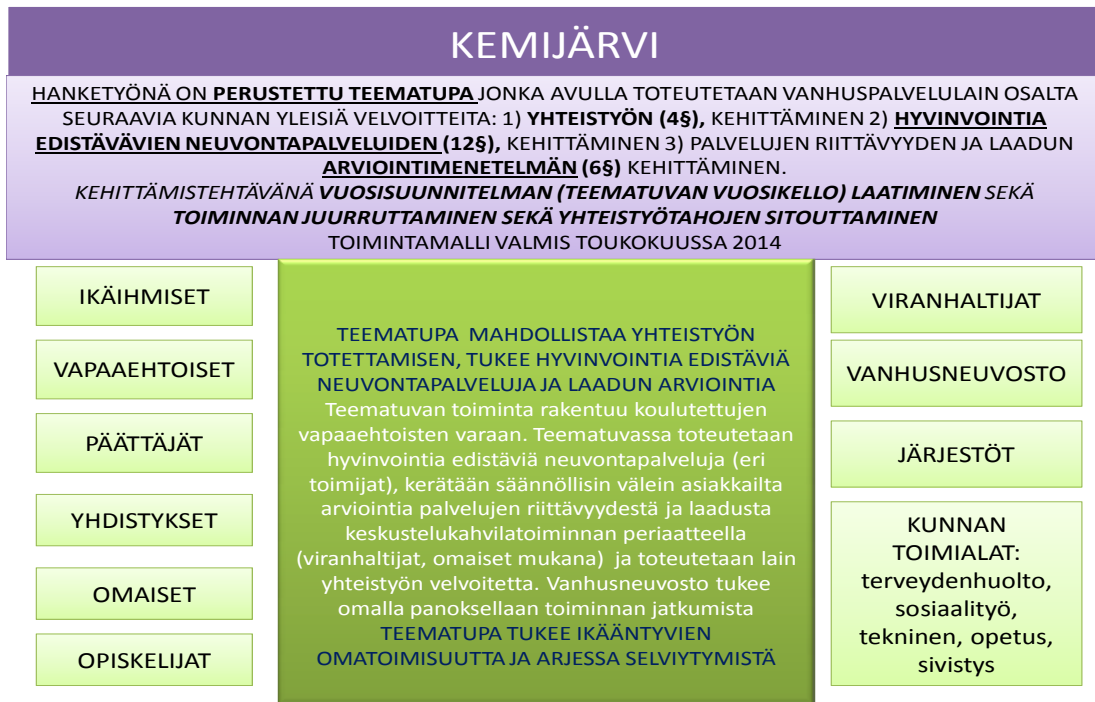 KEMIJÄRVI
HANKETYÖNÄ ON PERUSTETTU TEEMATUPA JONKA AVULLA TOTEUTETAAN VANHUSPALVELULAIN OSALTA
SEURAAVIA KUNNAN YLEISIÄ VELVOITTEITA: 1) YHTEISTYÖN (4§), KEHITTÄMINEN 2) HYVINVOINTIA
EDISTÄVÄVIEN NEUVONTAPALVELUIDEN (12§), KEHITTÄMINEN 3) PALVELUJEN RIITTÄVYYDEN JA LAADUN
ARVIOINTIMENETELMÄN (6§) KEHITTÄMINEN.
KEHITTÄMISTEHTÄVÄNÄ VUOSISUUNNITELMAN (TEEMATUVAN VUOSIKELLO) LAATIMINEN SEKÄ
TOIMINNAN JUURRUTTAMINEN SEKÄ YHTEISTYÖTAHOJEN SITOUTTAMINEN
TOIMINTAMALLI VALMIS TOUKOKUUSSA 2014
IKÄIHMISET
VAPAAEHTOISET
PÄÄTTÄJÄT
YHDISTYKSET
OMAISET
OPISKELIJAT
TEEMATUPA MAHDOLLISTAA YHTEISTYÖN
TOTETTAMISEN, TUKEE HYVINVOINTIA EDISTÄVIÄ
NEUVONTAPALVELUJA JA LAADUN ARVIOINTIA
Teematuvan toiminta rakentuu koulutettujen
vapaaehtoisten varaan. Teematuvassa toteutetaan
hyvinvointia edistäviä neuvontapalveluja (eri
toimijat), kerätään säännöllisin välein asiakkailta
arviointia palvelujen riittävyydestä ja laadusta
keskustelukahvilatoiminnan periaatteella
(viranhaltijat, omaiset mukana) ja toteutetaan lain
yhteistyön velvoitetta. Vanhusneuvosto tukee
omalla panoksellaan toiminnan jatkumista
TEEMATUPA TUKEE IKÄÄNTYVIEN
OMATOIMISUUTTA JA ARJESSA SELVIYTYMISTÄ
VIRANHALTIJAT
VANHUSNEUVOSTO
JÄRJESTÖT
KUNNAN
TOIMIALAT:
terveydenhuolto,
sosiaalityö,
tekninen, opetus,
sivistys